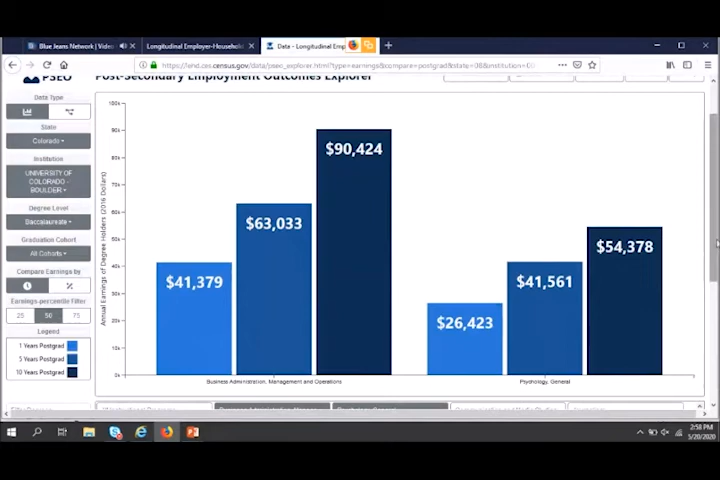 Blue Jeans Network | Video
Longitudinal Employer-Househol
Data - Longitudinal Emp
https://lehd.ces.census.gov/data/pseo_explorer.html?type=earnings&compare=postgrad&state=08&institution=00
PSEO
Post-Secondary Employment Outcomes Explorer
Data Type
State
Colorado
Institution
UNIVERSITY OF
COLORADO -
BOULDER
Degree Level
Baccalaureate
Graduation Cohort
All Cohorts
Compare Earnings by
%
Earnings-percentile Filter
25 50 75
Legend
1 Years Postgrad
5 Years Postgrad
10 Years Postgrad
Annual Earnings of Degree Holders (2016 Dollars)
100k
90k
80k
70k
60k
50k
40k
30k
20k
10k
0k
$41,379
$63,033
$90,424
$26,423
$41,561
$54,378
Business Administration, Management and Operations
Psychology, General
2:58 PM
5/20/2020